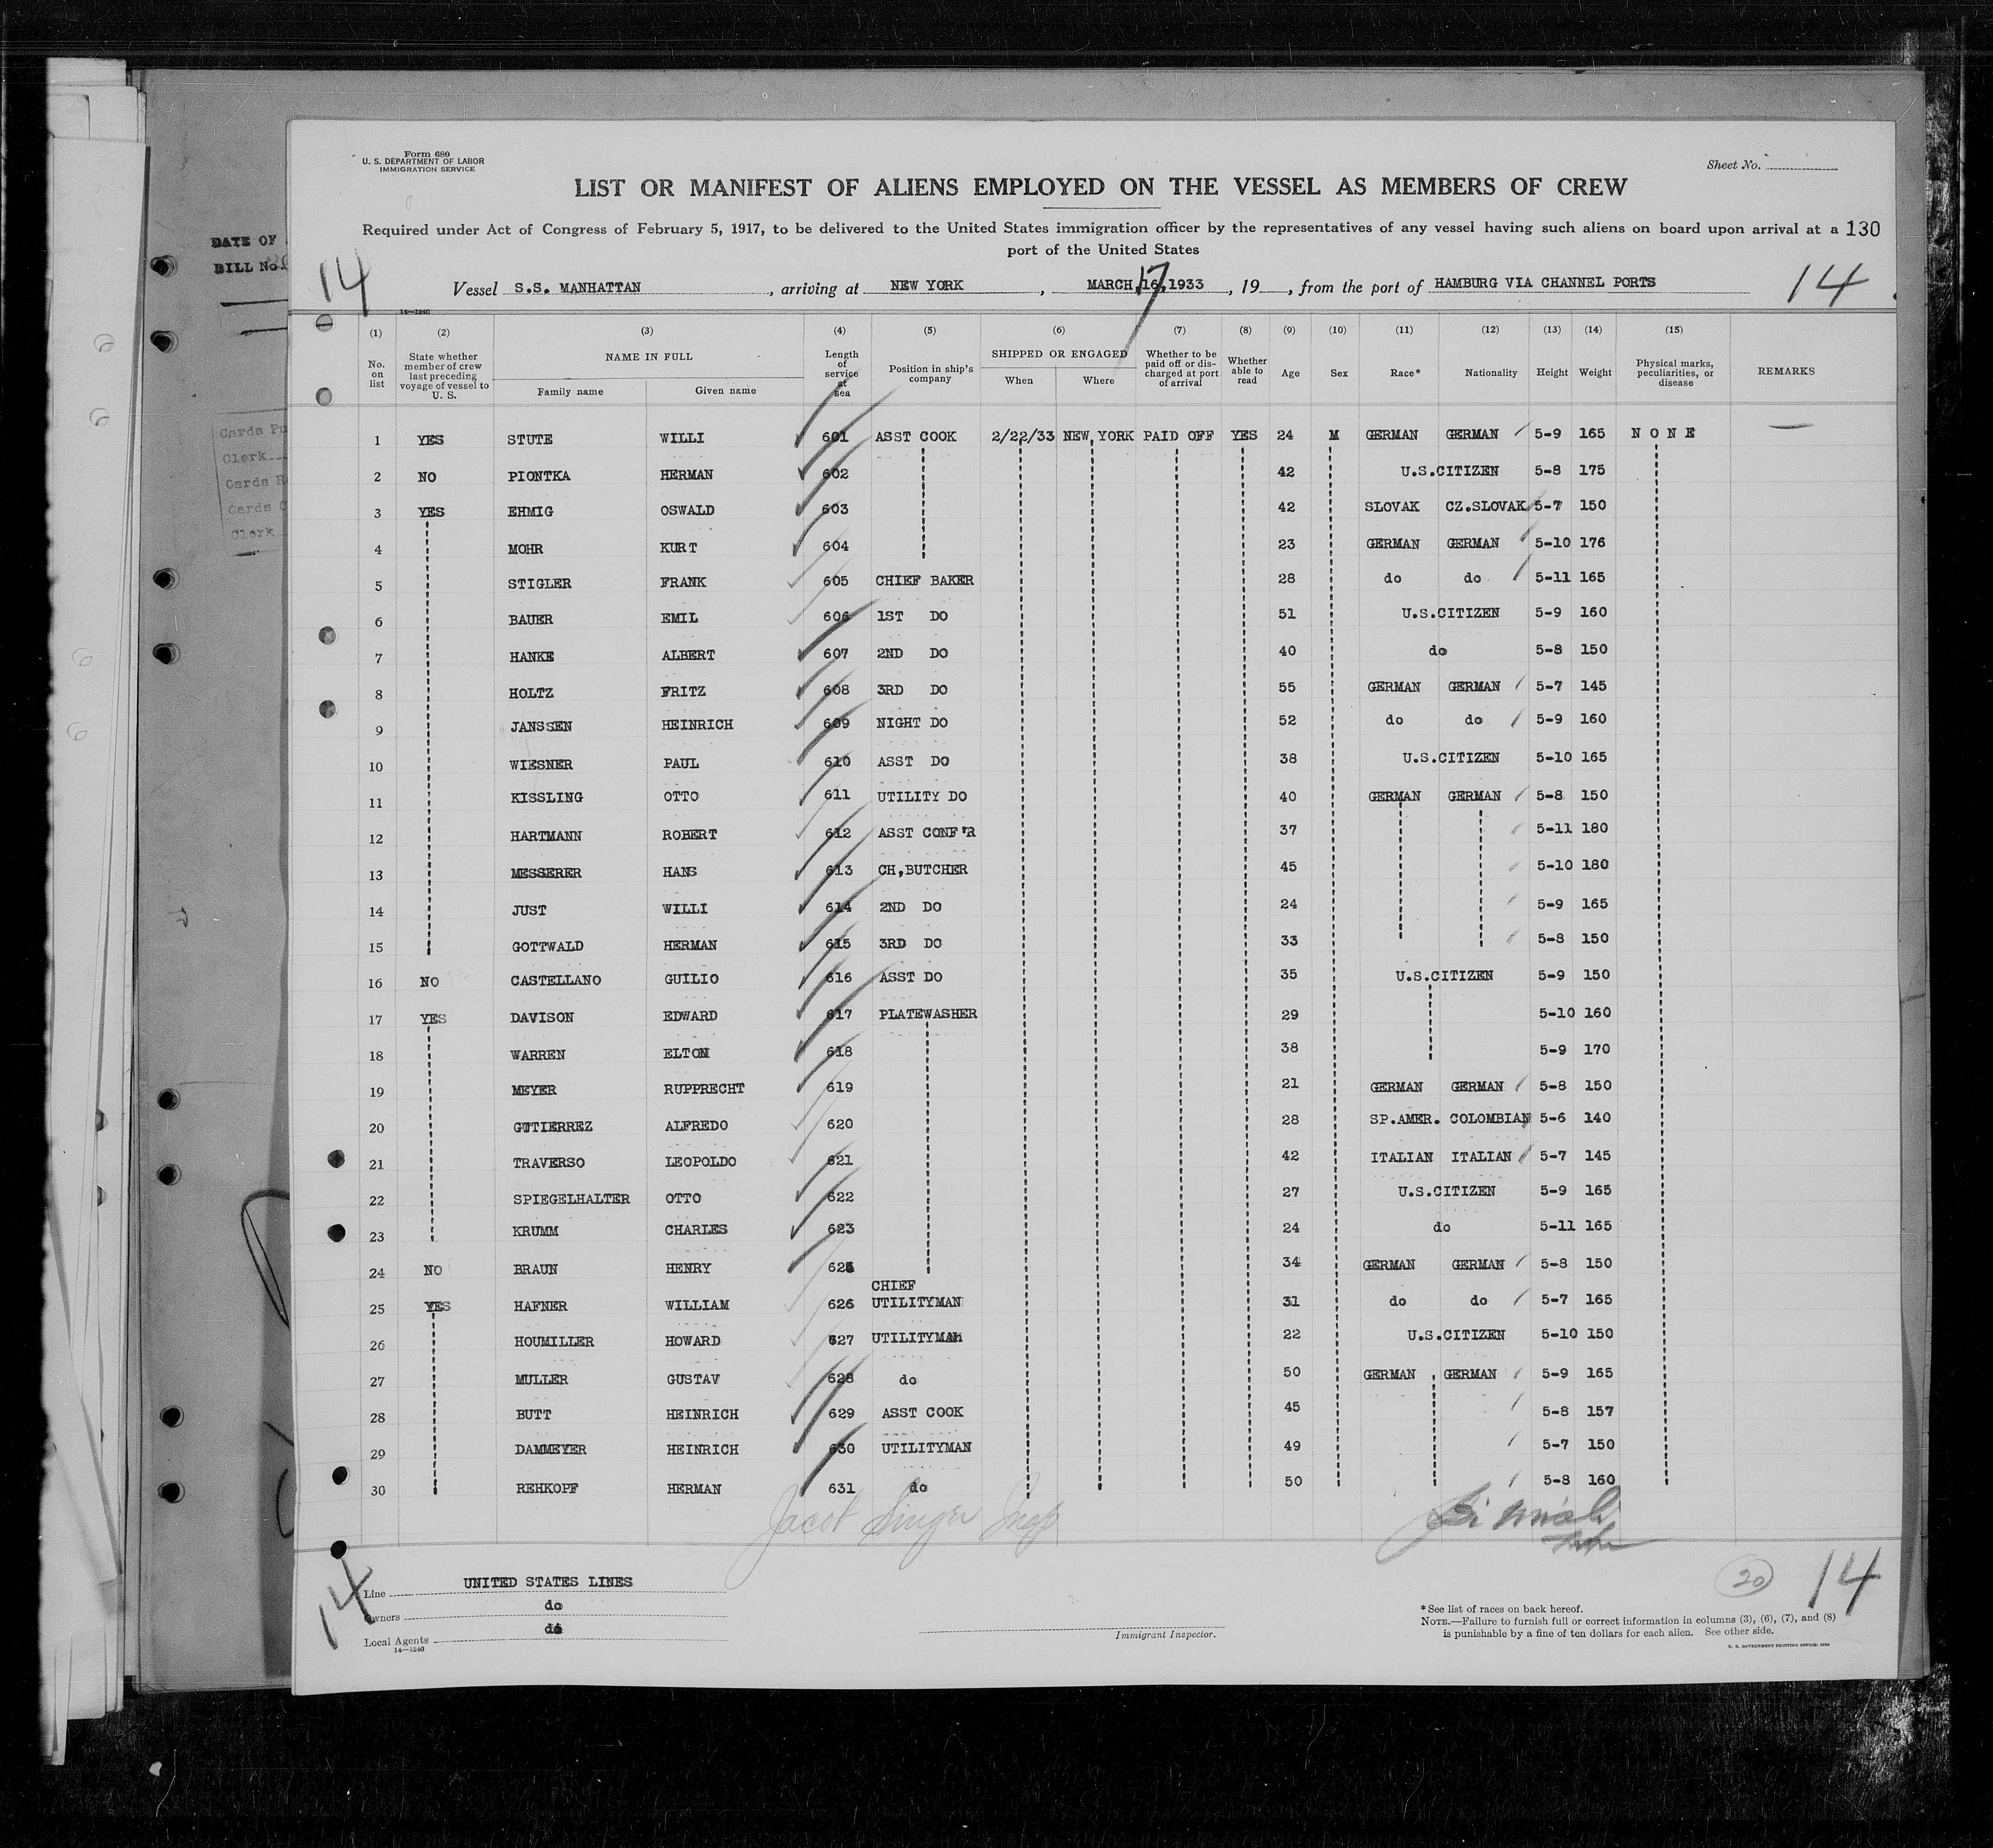 Form 680
U. S. DEPARTMENT OF LABOR
IMMIGRATION SERVICE
Sheet No.
LIST OR MANIFEST OF ALIENS EMPLOYED ON THE VESSEL AS MEMBERS OF CREW
Required under Act of Congress of February 5, 1917, to be delivered to the United States immigration officer by the representatives of any vessel having such aliens on board upon arrival at a 130
port of the United States
DATE OF
BILL No.
14 14
Vessel S.S. MANHATTAN, arriving at NEW YORK, MARCH 16, 1933, 19, from the port of HAMBURG VIA CHANNEL PORTS
17
14—1240
(1) (2) (3) (4) (5) (6) (7) (8) (9) (10) (11) (12) (13) (14) (15)
No. on list State whether member of crew last preceding voyage of vessel to U. S. NAME IN FULL Family name Given name Length of service at sea Position in ship's company SHIPPED OR ENGAGED When Where Whether to be paid off or discharged at port of arrival Whether able to read Age Sex Race* Nationality Height Weight Physical marks, peculiarities, or disease REMARKS
Cards Pu
Clerk
Cards R
Cards C
Clerk
1 YES STUTE WILLI 601 ASST COOK 2/22/33 NEW YORK PAID OFF YES 24 M GERMAN GERMAN 5-9 165 NONE —
2 NO PIONTKA HERMAN 602 42 U.S.CITIZEN 5-8 175
3 YES EHMIG OSWALD 603 42 SLOVAK CZ.SLOVAK 5-7 150
4 MOHR KURT 604 23 GERMAN GERMAN 5-10 176
5 STIGLER FRANK 605 CHIEF BAKER 28 do do 5-11 165
6 BAUER EMIL 606 1ST DO 51 U.S.CITIZEN 5-9 160
7 HANKE ALBERT 607 2ND DO 40 do 5-8 150
8 HOLTZ FRITZ 608 3RD DO 55 GERMAN GERMAN 5-7 145
9 JANSSEN HEINRICH 609 NIGHT DO 52 do do 5-9 160
10 WIESNER PAUL 610 ASST DO 38 U.S.CITIZEN 5-10 165
11 KISSLING OTTO 611 UTILITY DO 40 GERMAN GERMAN 5-8 150
12 HARTMANN ROBERT 612 ASST CONF'R 37 5-11 180
13 MESSERER HANS 613 CH,BUTCHER 45 5-10 180
14 JUST WILLI 614 2ND DO 24 5-9 165
15 GOTTWALD HERMAN 615 3RD DO 33 5-8 150
16 NO CASTELLANO GUILIO 616 ASST DO 35 U.S.CITIZEN 5-9 150
17 YES DAVISON EDWARD 617 PLATEWASHER 29 5-10 160
18 WARREN ELTON 618 38 5-9 170
19 MEYER RUPPRECHT 619 21 GERMAN GERMAN 5-8 150
20 GUTIERREZ ALFREDO 620 28 SP.AMER. COLOMBIAN 5-6 140
21 TRAVERSO LEOPOLDO 621 42 ITALIAN ITALIAN 5-7 145
22 SPIEGELHALTER OTTO 622 27 U.S.CITIZEN 5-9 165
23 KRUMM CHARLES 623 24 do 5-11 165
24 NO BRAUN HENRY 625 34 GERMAN GERMAN 5-8 150
25 YES HAFNER WILLIAM 626 CHIEF UTILITYMAN 31 do do 5-7 165
26 HOUMILLER HOWARD 627 UTILITYMAN 22 U.S.CITIZEN 5-10 150
27 MULLER GUSTAV 628 do 50 GERMAN GERMAN 5-9 165
28 BUTT HEINRICH 629 ASST COOK 45 5-8 157
29 DAMMEYER HEINRICH 630 UTILITYMAN 49 5-7 150
30 REHKOPF HERMAN 631 do 50 5-8 160
Jacob Singer Insp
14 20 14
Line UNITED STATES LINES
Owners do
Local Agents do
14—1240
Immigrant Inspector.
*See list of races on back hereof.
NOTE.—Failure to furnish full or correct information in columns (3), (6), (7), and (8)
is punishable by a fine of ten dollars for each alien. See other side.